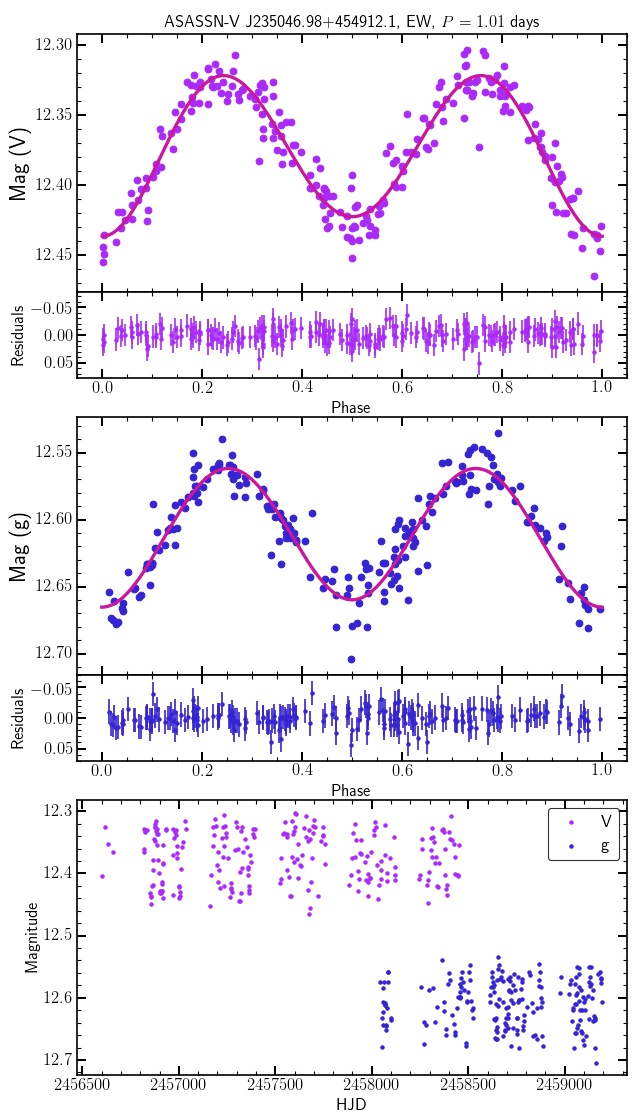 ASASSN-V J235046.98+454912.1, EW, P = 1.01 days
12.30
12.35
12.40
12.45
Mag (V)
−0.05
0.00
0.05
Residuals
0.0 0.2 0.4 0.6 0.8 1.0
Phase
12.55
12.60
12.65
12.70
Mag (g)
−0.05
0.00
0.05
Residuals
0.0 0.2 0.4 0.6 0.8 1.0
Phase
V
g
12.3
12.4
12.5
12.6
12.7
Magnitude
2456500 2457000 2457500 2458000 2458500 2459000
HJD